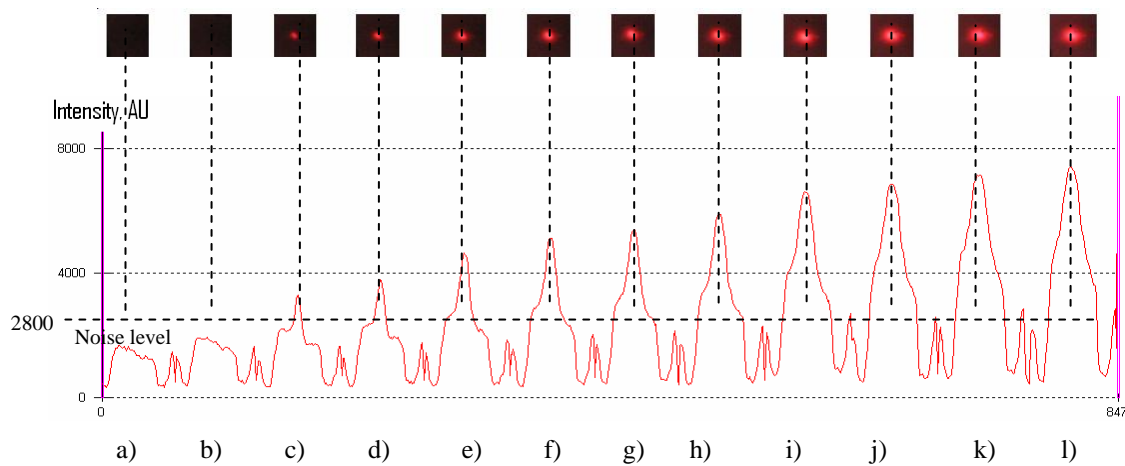 Intensity, AU
8000
4000
2800
Noise level
0
0 847
a) b) c) d) e) f) g) h) i) j) k) l)